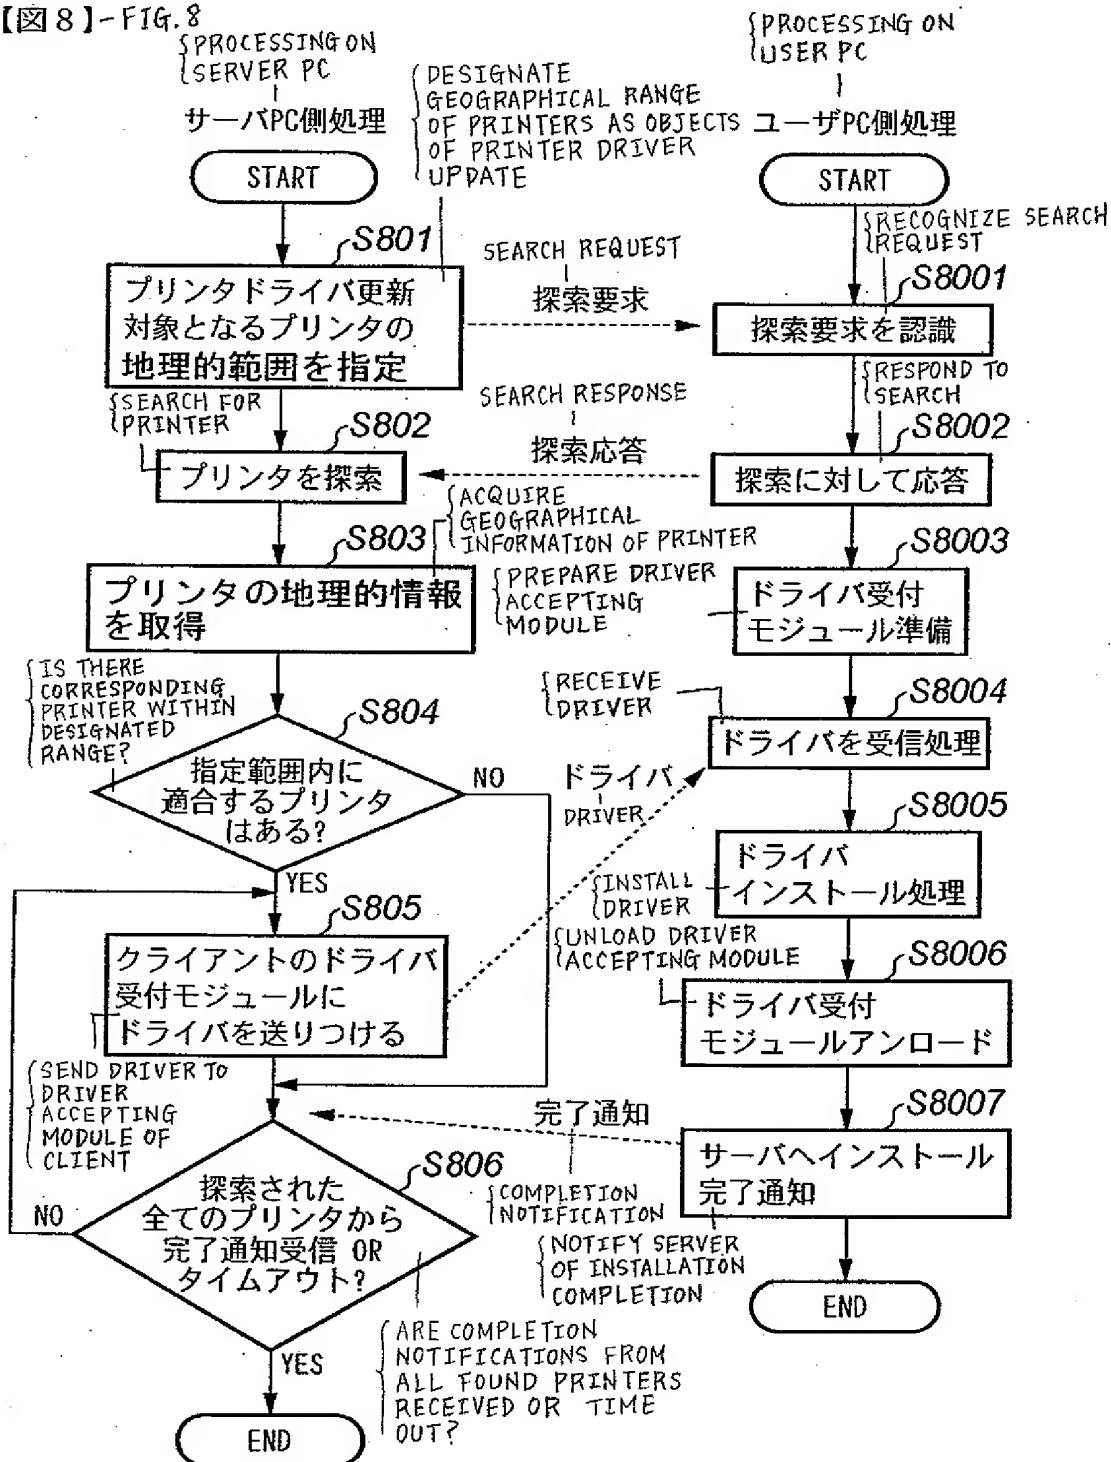 【図8】-FIG.8
PROCESSING ON
SERVER PC
サーバPC側処理
START
DESIGNATE
GEOGRAPHICAL RANGE
OF PRINTERS AS OBJECTS
OF PRINTER DRIVER
UPDATE
PROCESSING ON
USER PC
ユーザPC側処理
START
S801
プリンタドライバ更新
対象となるプリンタの
地理的範囲を指定
SEARCH REQUEST
探索要求
RECOGNIZE SEARCH
REQUEST
S8001
探索要求を認識
SEARCH FOR
PRINTER
S802
プリンタを探索
SEARCH RESPONSE
探索応答
RESPOND TO
SEARCH
S8002
探索に対して応答
ACQUIRE
GEOGRAPHICAL
INFORMATION OF PRINTER
S803
プリンタの地理的情報
を取得
PREPARE DRIVER
ACCEPTING
MODULE
S8003
ドライバ受付
モジュール準備
IS THERE
CORRESPONDING
PRINTER WITHIN
DESIGNATED
RANGE?
S804
指定範囲内に
適合するプリンタ
はある?
NO
YES
RECEIVE
DRIVER
S8004
ドライバを受信処理
ドライバ
DRIVER
S8005
ドライバ
インストール処理
INSTALL
DRIVER
S805
クライアントのドライバ
受付モジュールに
ドライバを送りつける
UNLOAD DRIVER
ACCEPTING MODULE
S8006
ドライバ受付
モジュールアンロード
SEND DRIVER TO
DRIVER
ACCEPTING
MODULE OF
CLIENT
完了通知
COMPLETION
NOTIFICATION
S8007
サーバへインストール
完了通知
NOTIFY SERVER
OF INSTALLATION
COMPLETION
END
S806
探索された
全てのプリンタから
完了通知受信 OR
タイムアウト?
NO
YES
ARE COMPLETION
NOTIFICATIONS FROM
ALL FOUND PRINTERS
RECEIVED OR TIME
OUT?
END